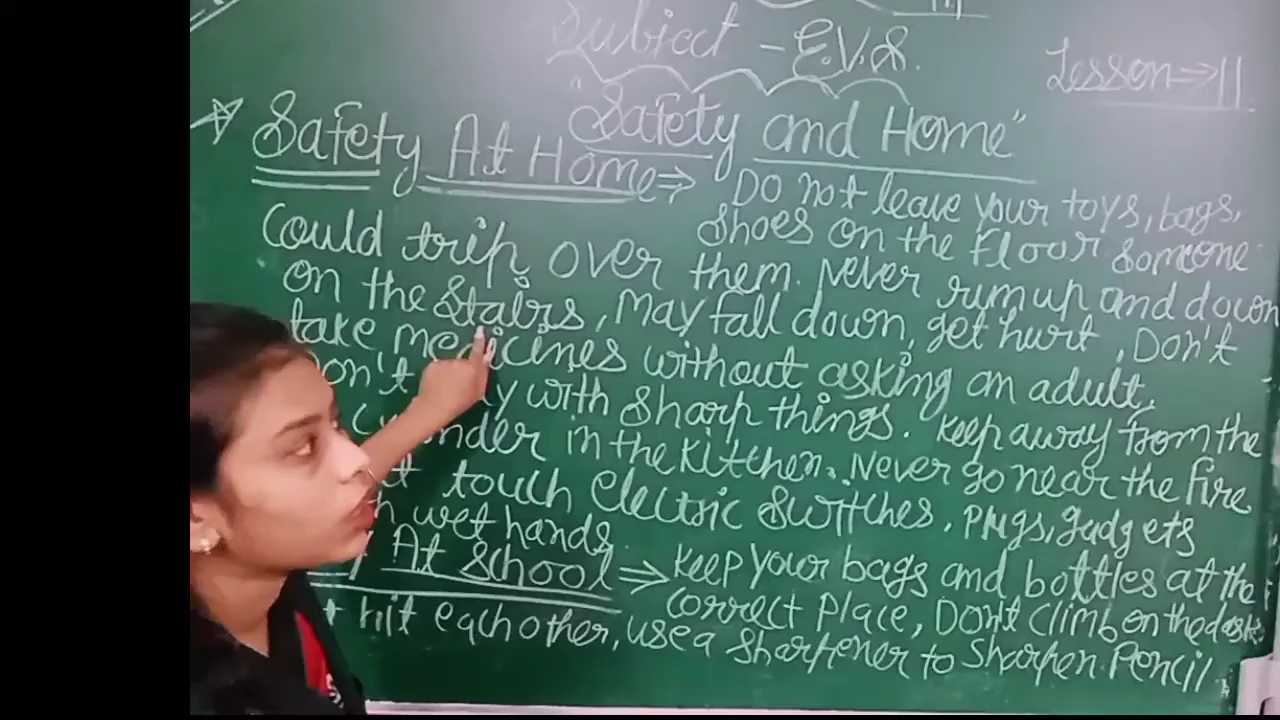 Subject - E.V.S.
Lesson ⇒ 11
"Safety and Home"
☆ Safety At Home ⇒ Do not leave your toys, bags,
shoes on the floor someone
Could trip over them. Never rum up and down
on the Stairs, May fall down, get hurt, Don't
take medicines without asking an adult.
Don't with sharp things. Keep away from the
in the kitchen. Never go near the fire
touch electric switches, plugs, gadgets
wet hands.
At School ⇒ Keep your bags and bottles at the
correct place, Don't climb on the desk.
hit each other, use a sharpener to sharpen Pencil.